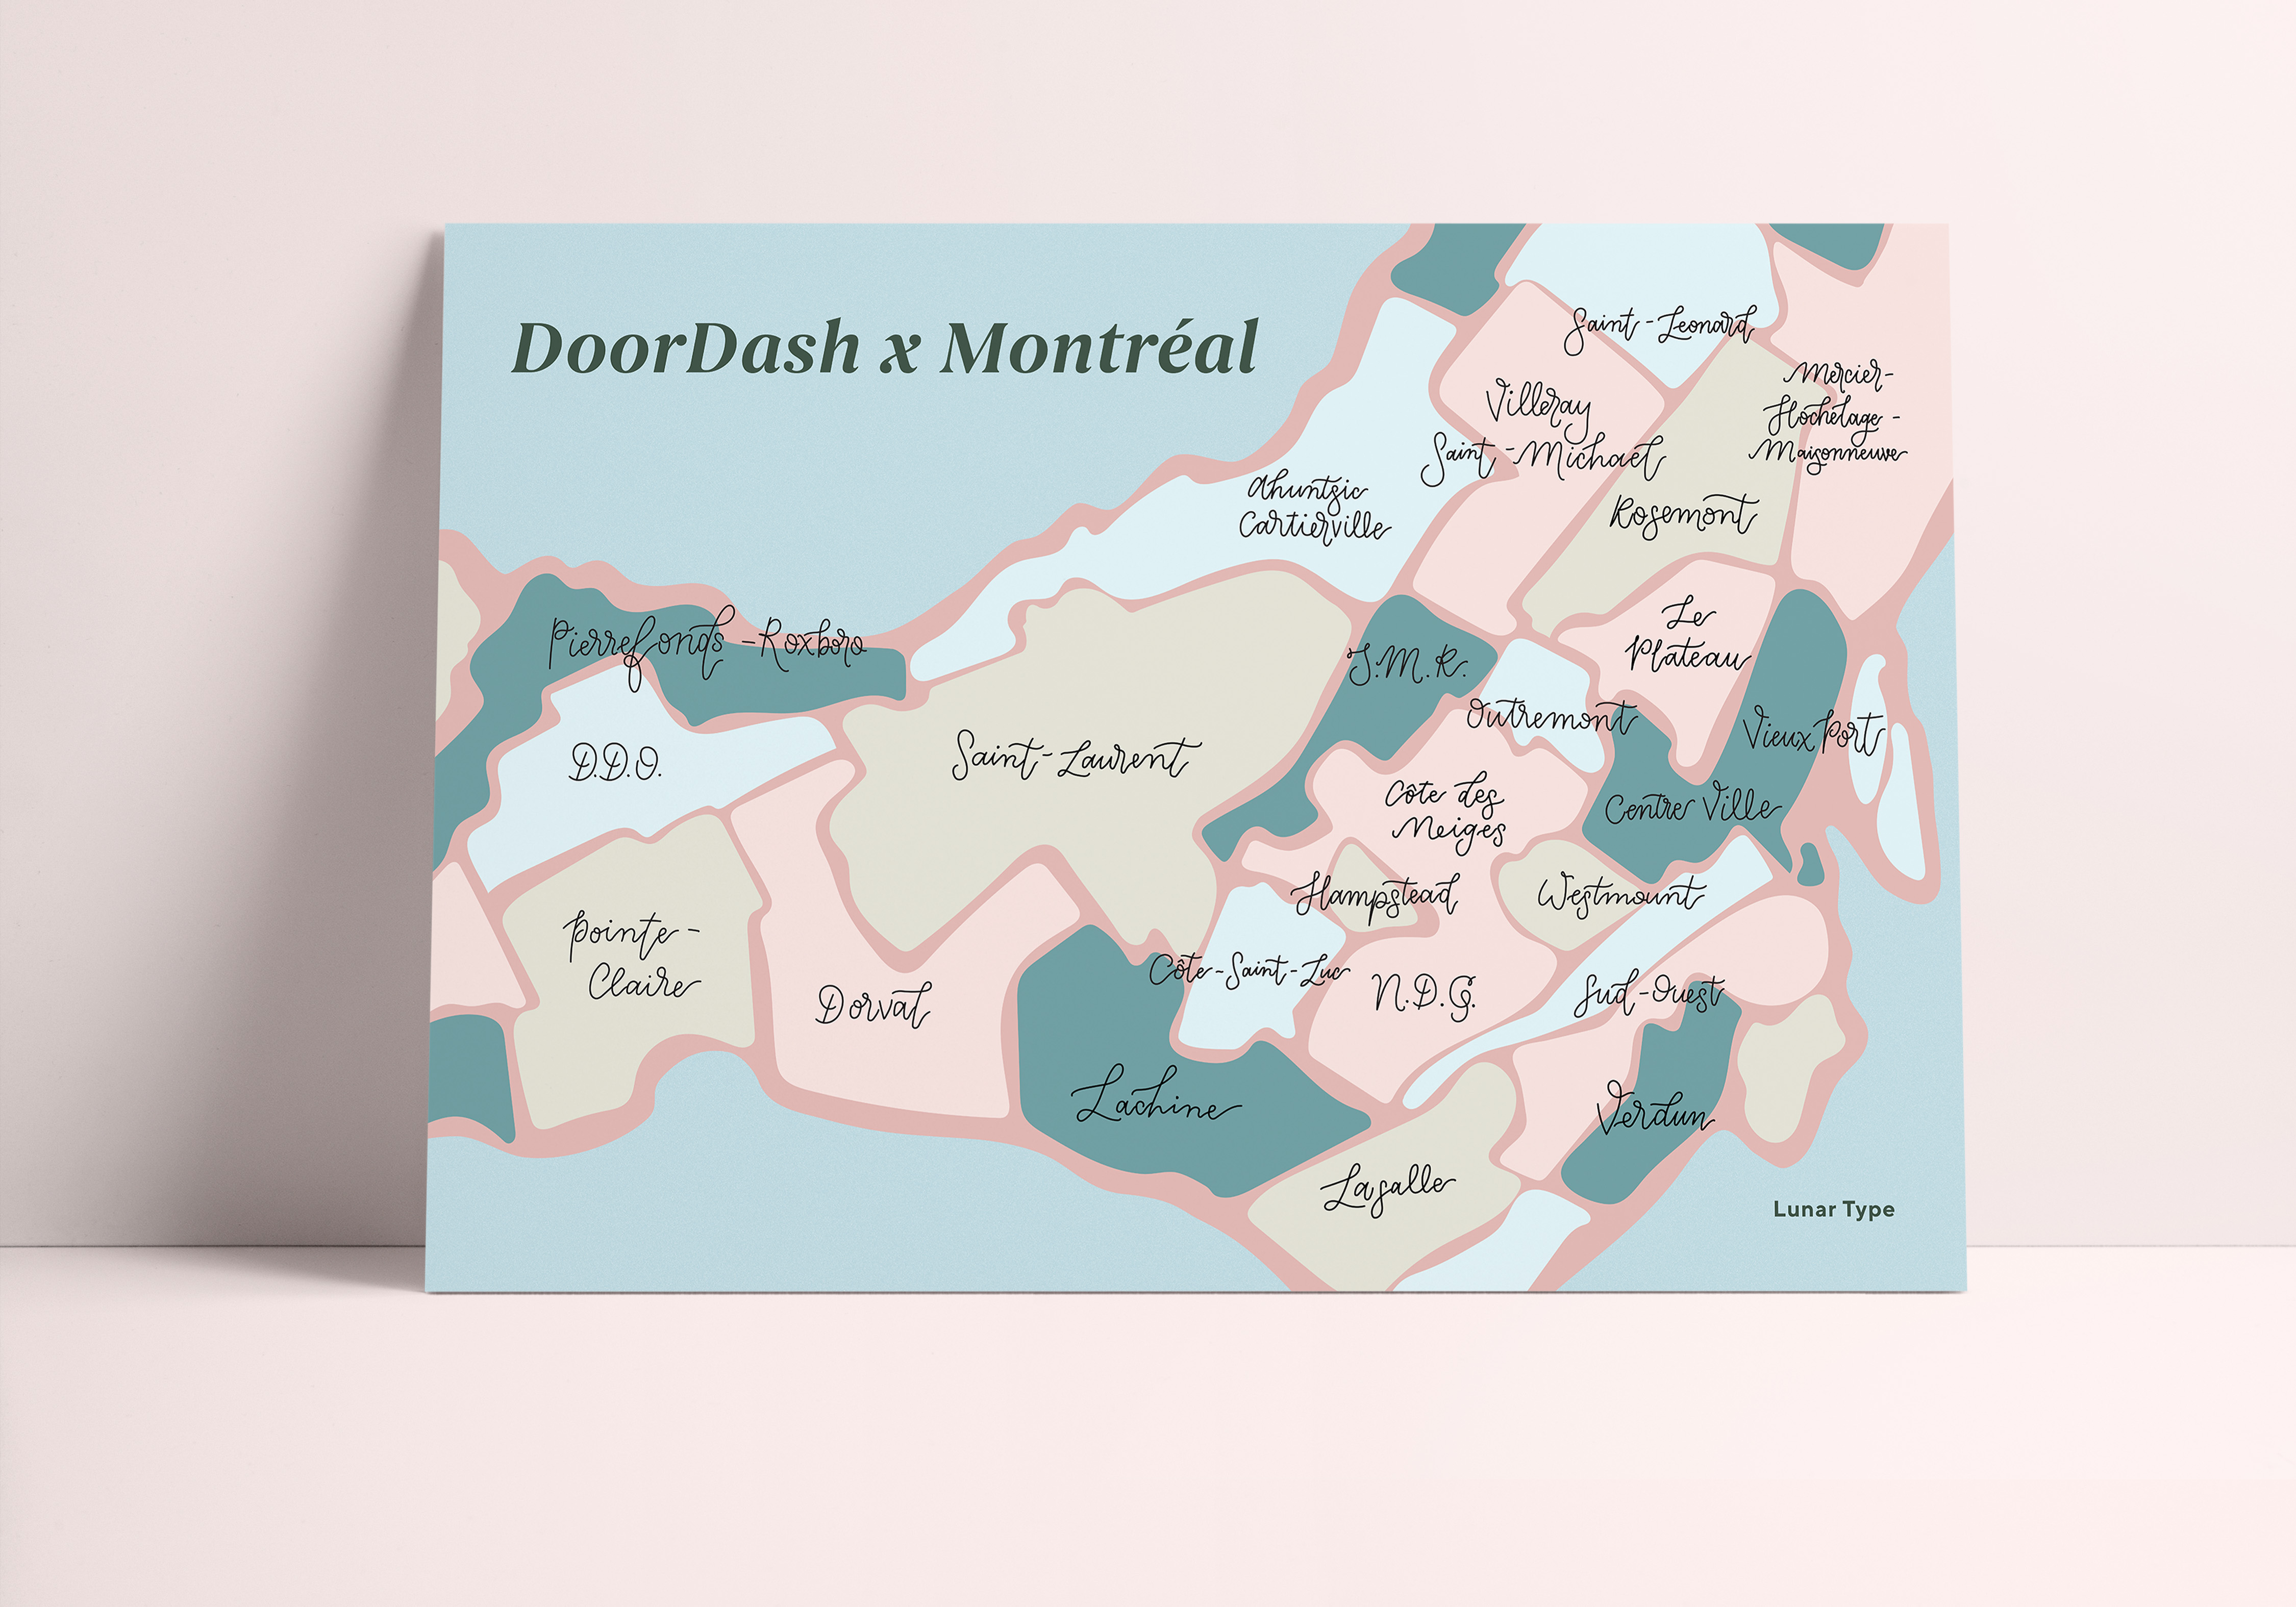 DoorDash x Montréal
Saint-Leonard
Mercier-
Hochelage-
Maisonneuve
Villeray
Saint-Michael
Ahuntsic
Cartierville
Rosemont
Pierrefonds-Roxboro
Le
Plateau
S.M.R.
Outremont
Vieux Port
D.D.O.
Saint-Laurent
Côte des
Neiges
Centre Ville
Hampstead
Westmount
Pointe-
Claire
Côte-Saint-Luc
Dorval
N.D.G.
Sud-Ouest
Lachine
Verdun
Lasalle
Lunar Type